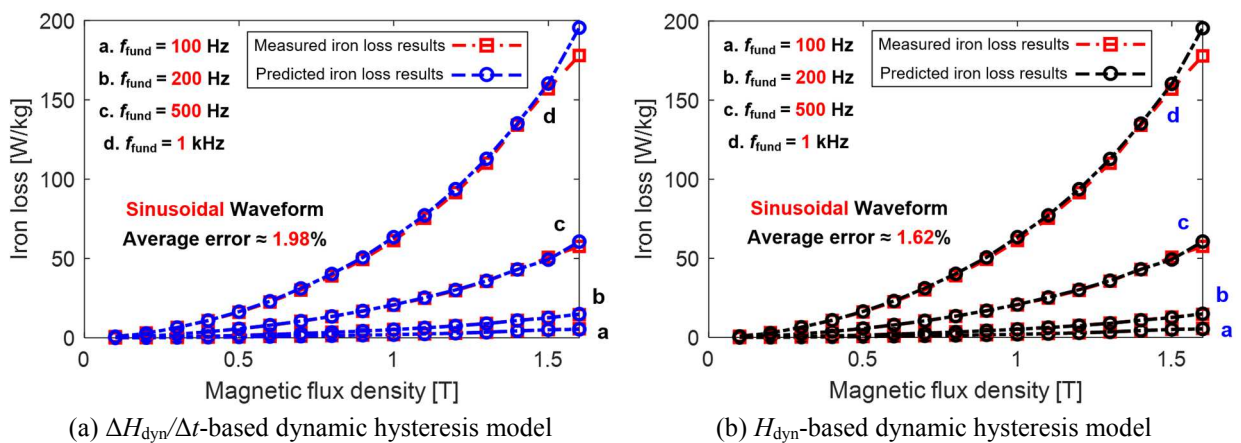 200
150
100
50
0
Iron loss [W/kg]
a. f_fund = 100 Hz
b. f_fund = 200 Hz
c. f_fund = 500 Hz
d. f_fund = 1 kHz
Measured iron loss results
Predicted iron loss results
d
Sinusoidal Waveform
Average error ≈ 1.98%
c
b
a
0 0.5 1 1.5
Magnetic flux density [T]
(a) ΔH_dyn/Δt-based dynamic hysteresis model
200
150
100
50
0
Iron loss [W/kg]
a. f_fund = 100 Hz
b. f_fund = 200 Hz
c. f_fund = 500 Hz
d. f_fund = 1 kHz
Measured iron loss results
Predicted iron loss results
d
Sinusoidal Waveform
Average error ≈ 1.62%
c
b
a
0 0.5 1 1.5
Magnetic flux density [T]
(b) H_dyn-based dynamic hysteresis model